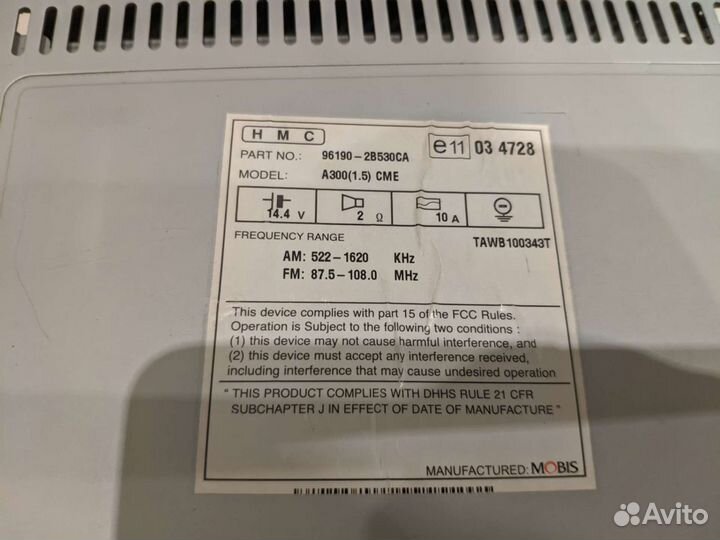 HMC
PART NO.: 96190-2B530CA e11 03 4728
MODEL: A300(1.5) CME
14.4 V 2 Ω 10 A
FREQUENCY RANGE TAWB100343T
AM: 522-1620 KHz
FM: 87.5-108.0 MHz
This device complies with part 15 of the FCC Rules.
Operation is Subject to the following two conditions :
(1) this device may not cause harmful interference, and
(2) this device must accept any interference received,
including interference that may cause undesired operation
" THIS PRODUCT COMPLIES WITH DHHS RULE 21 CFR
SUBCHAPTER J IN EFFECT OF DATE OF MANUFACTURE "
MANUFACTURED: MOBIS
Avito